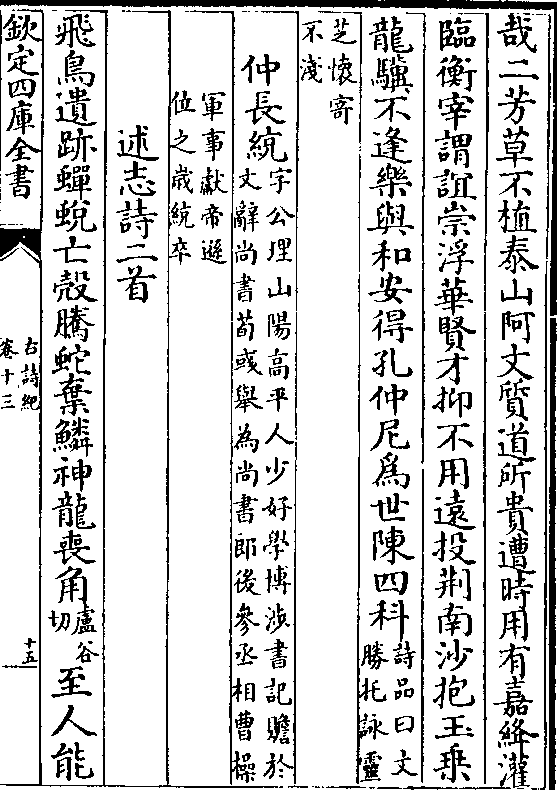 哉二芳草不植泰山阿文質道所貴遭時用有嘉絳灌
臨衡宰謂誼崇浮華賢才抑不用遠投荆南沙抱玉乗
龍驥不逢樂與和安得孔仲尼爲世陳四科詩品曰文勝托詠靈
芝懷寄不淺
仲長統字公理山陽高平人少好學博渉書記贍於文辭尚書荀彧舉為尚書郎後參丞相曹操
軍事獻帝遜位之歳統卒
述志詩二首
飛鳥遺跡蟬蛻亡殼騰蛇棄鱗神龍喪角盧谷切至人能
欽定四庫全書
古詩紀
卷十三
十五